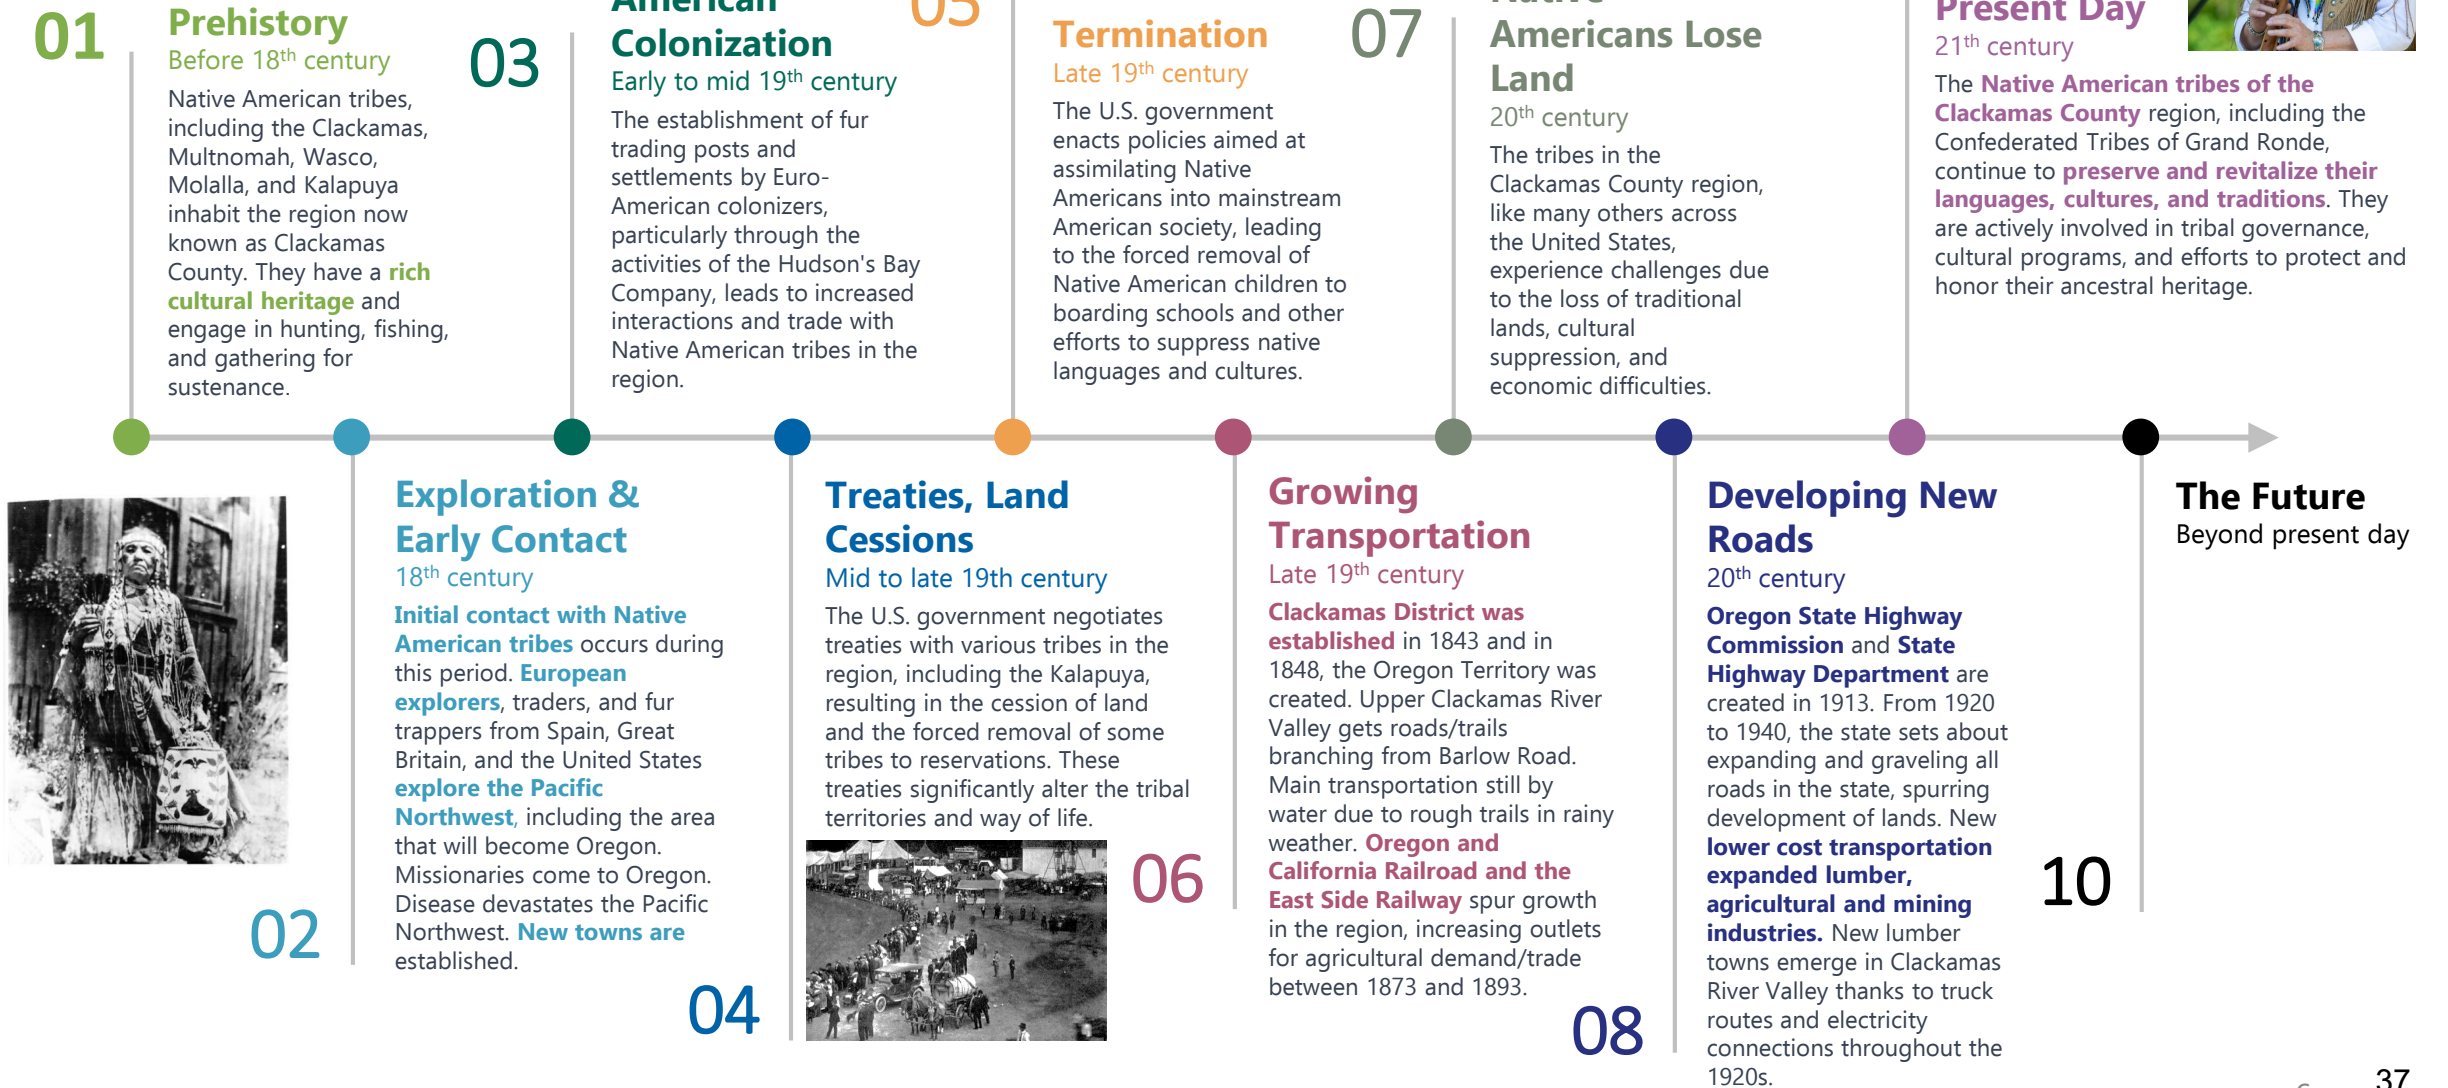 01
Prehistory
Before 18th century
Native American tribes,
including the Clackamas,
Multnomah, Wasco,
Molalla, and Kalapuya
inhabit the region now
known as Clackamas
County. They have a rich
cultural heritage and
engage in hunting, fishing,
and gathering for
sustenance.
02
Exploration &
Early Contact
18th century
Initial contact with Native
American tribes occurs during
this period. European
explorers, traders, and fur
trappers from Spain, Great
Britain, and the United States
explore the Pacific
Northwest, including the area
that will become Oregon.
Missionaries come to Oregon.
Disease devastates the Pacific
Northwest. New towns are
established.
03
American
Colonization
Early to mid 19th century
The establishment of fur
trading posts and
settlements by Euro-
American colonizers,
particularly through the
activities of the Hudson's Bay
Company, leads to increased
interactions and trade with
Native American tribes in the
region.
04
Treaties, Land
Cessions
Mid to late 19th century
The U.S. government negotiates
treaties with various tribes in the
region, including the Kalapuya,
resulting in the cession of land
and the forced removal of some
tribes to reservations. These
treaties significantly alter the tribal
territories and way of life.
05
Termination
Late 19th century
The U.S. government
enacts policies aimed at
assimilating Native
Americans into mainstream
American society, leading
to the forced removal of
Native American children to
boarding schools and other
efforts to suppress native
languages and cultures.
06
Growing
Transportation
Late 19th century
Clackamas District was
established in 1843 and in
1848, the Oregon Territory was
created. Upper Clackamas River
Valley gets roads/trails
branching from Barlow Road.
Main transportation still by
water due to rough trails in rainy
weather. Oregon and
California Railroad and the
East Side Railway spur growth
in the region, increasing outlets
for agricultural demand/trade
between 1873 and 1893.
07
Native
Americans Lose
Land
20th century
The tribes in the
Clackamas County region,
like many others across
the United States,
experience challenges due
to the loss of traditional
lands, cultural
suppression, and
economic difficulties.
08
Developing New
Roads
20th century
Oregon State Highway
Commission and State
Highway Department are
created in 1913. From 1920
to 1940, the state sets about
expanding and graveling all
roads in the state, spurring
development of lands. New
lower cost transportation
expanded lumber,
agricultural and mining
industries. New lumber
towns emerge in Clackamas
River Valley thanks to truck
routes and electricity
connections throughout the
1920s.
Present Day
21th century
The Native American tribes of the
Clackamas County region, including the
Confederated Tribes of Grand Ronde,
continue to preserve and revitalize their
languages, cultures, and traditions. They
are actively involved in tribal governance,
cultural programs, and efforts to protect and
honor their ancestral heritage.
10
The Future
Beyond present day
37